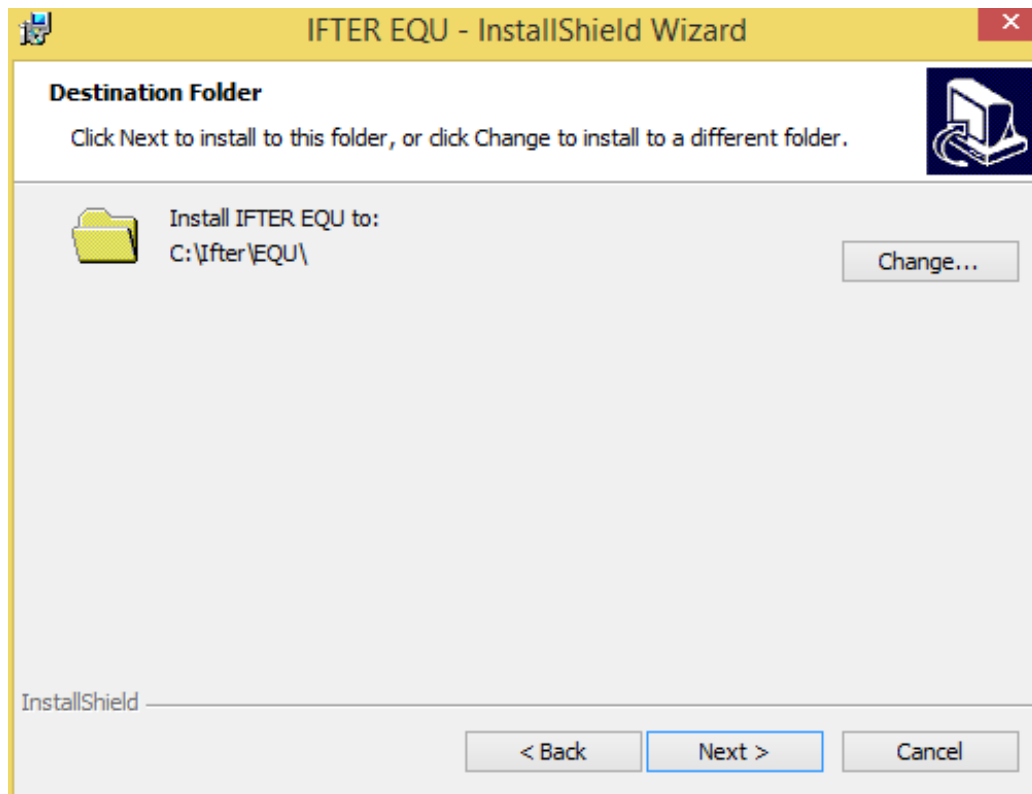 IFTER EQU - InstallShield Wizard
Destination Folder
Click Next to install to this folder, or click Change to install to a different folder.
Install IFTER EQU to:
C:\Ifter\EQU\
Change...
InstallShield
< Back
Next >
Cancel